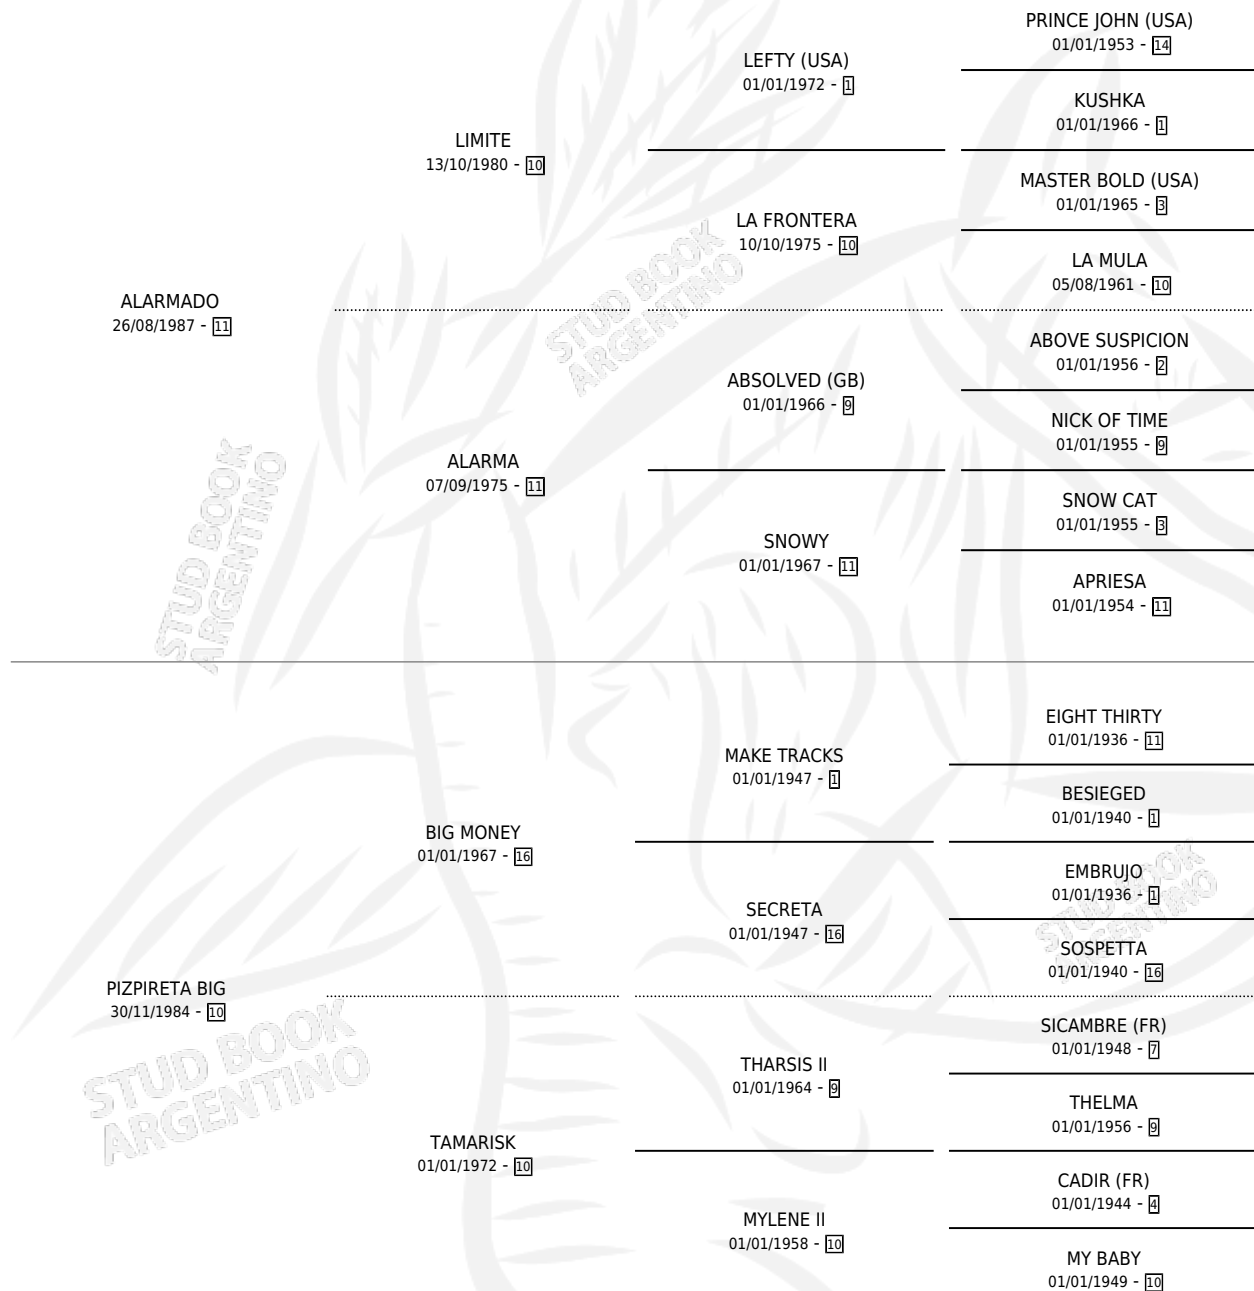 PRINCE JOHN (USA)
01/01/1953 - 14
LEFTY (USA)
01/01/1972 - 1
KUSHKA
01/01/1966 - 1
LIMITE
13/10/1980 - 10
MASTER BOLD (USA)
01/01/1965 - 3
LA FRONTERA
10/10/1975 - 10
LA MULA
05/08/1961 - 10
ALARMADO
26/08/1987 - 11
STUD BOOK
ARGENTINO
ABOVE SUSPICION
01/01/1956 - 2
ABSOLVED (GB)
01/01/1966 - 9
NICK OF TIME
01/01/1955 - 9
ALARMA
07/09/1975 - 11
STUD BOOK
ARGENTINO
SNOW CAT
01/01/1955 - 3
SNOWY
01/01/1967 - 11
APRIESA
01/01/1954 - 11
EIGHT THIRTY
01/01/1936 - 11
MAKE TRACKS
01/01/1947 - 1
BESIEGED
01/01/1940 - 1
BIG MONEY
01/01/1967 - 16
EMBRUJO
01/01/1936 - 1
STUD BOOK
ARGENTINO
SECRETA
01/01/1947 - 16
SOSPETTA
01/01/1940 - 16
PIZPIRETA BIG
30/11/1984 - 10
STUD BOOK
ARGENTINO
SICAMBRE (FR)
01/01/1948 - 7
THARSIS II
01/01/1964 - 9
THELMA
01/01/1956 - 9
TAMARISK
01/01/1972 - 10
CADIR (FR)
01/01/1944 - 4
MYLENE II
01/01/1958 - 10
MY BABY
01/01/1949 - 10